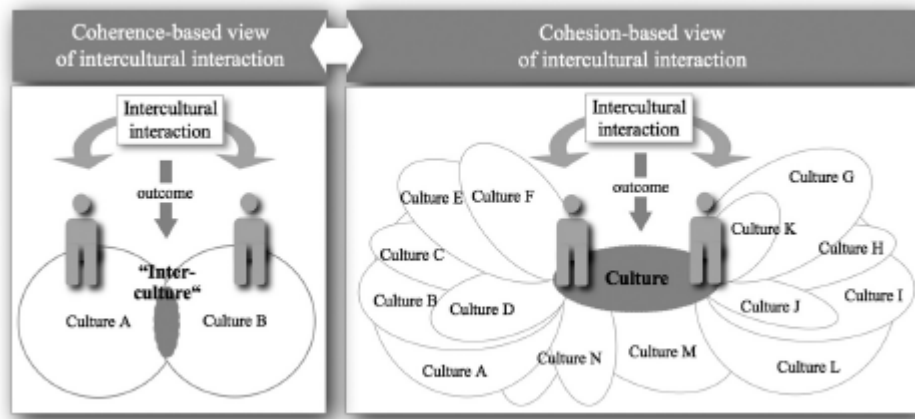 Coherence-based view
of intercultural interaction
Cohesion-based view
of intercultural interaction
Intercultural
interaction
outcome
“Inter-
culture“
Culture A
Culture B
Intercultural
interaction
outcome
Culture
Culture E
Culture F
Culture C
Culture B
Culture D
Culture A
Culture N
Culture M
Culture G
Culture K
Culture H
Culture I
Culture J
Culture L